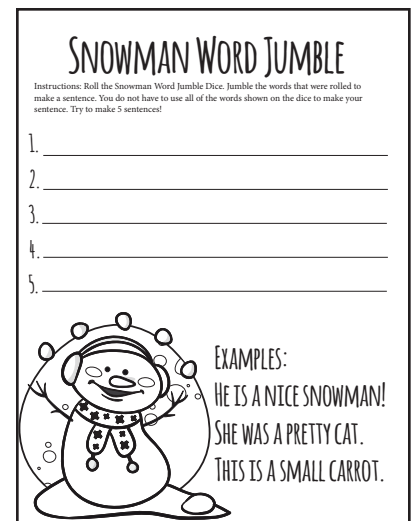 Snowman Word Jumble
Instructions: Roll the Snowman Word Jumble Dice. Jumble the words that were rolled to
make a sentence. You do not have to use all of the words shown on the dice to make your
sentence. Try to make 5 sentences!
1.
2.
3.
4.
5.
Examples:
He is a nice snowman!
She was a pretty cat.
This is a small carrot.